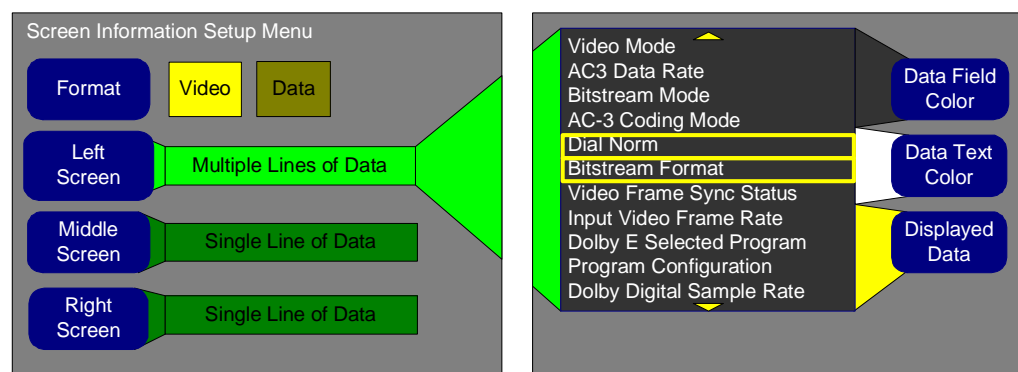 Screen Information Setup Menu
Format
Video
Data
Left
Screen
Multiple Lines of Data
Middle
Screen
Single Line of Data
Right
Screen
Single Line of Data
Video Mode
AC3 Data Rate
Bitstream Mode
AC-3 Coding Mode
Dial Norm
Bitstream Format
Video Frame Sync Status
Input Video Frame Rate
Dolby E Selected Program
Program Configuration
Dolby Digital Sample Rate
Data Field
Color
Data Text
Color
Displayed
Data